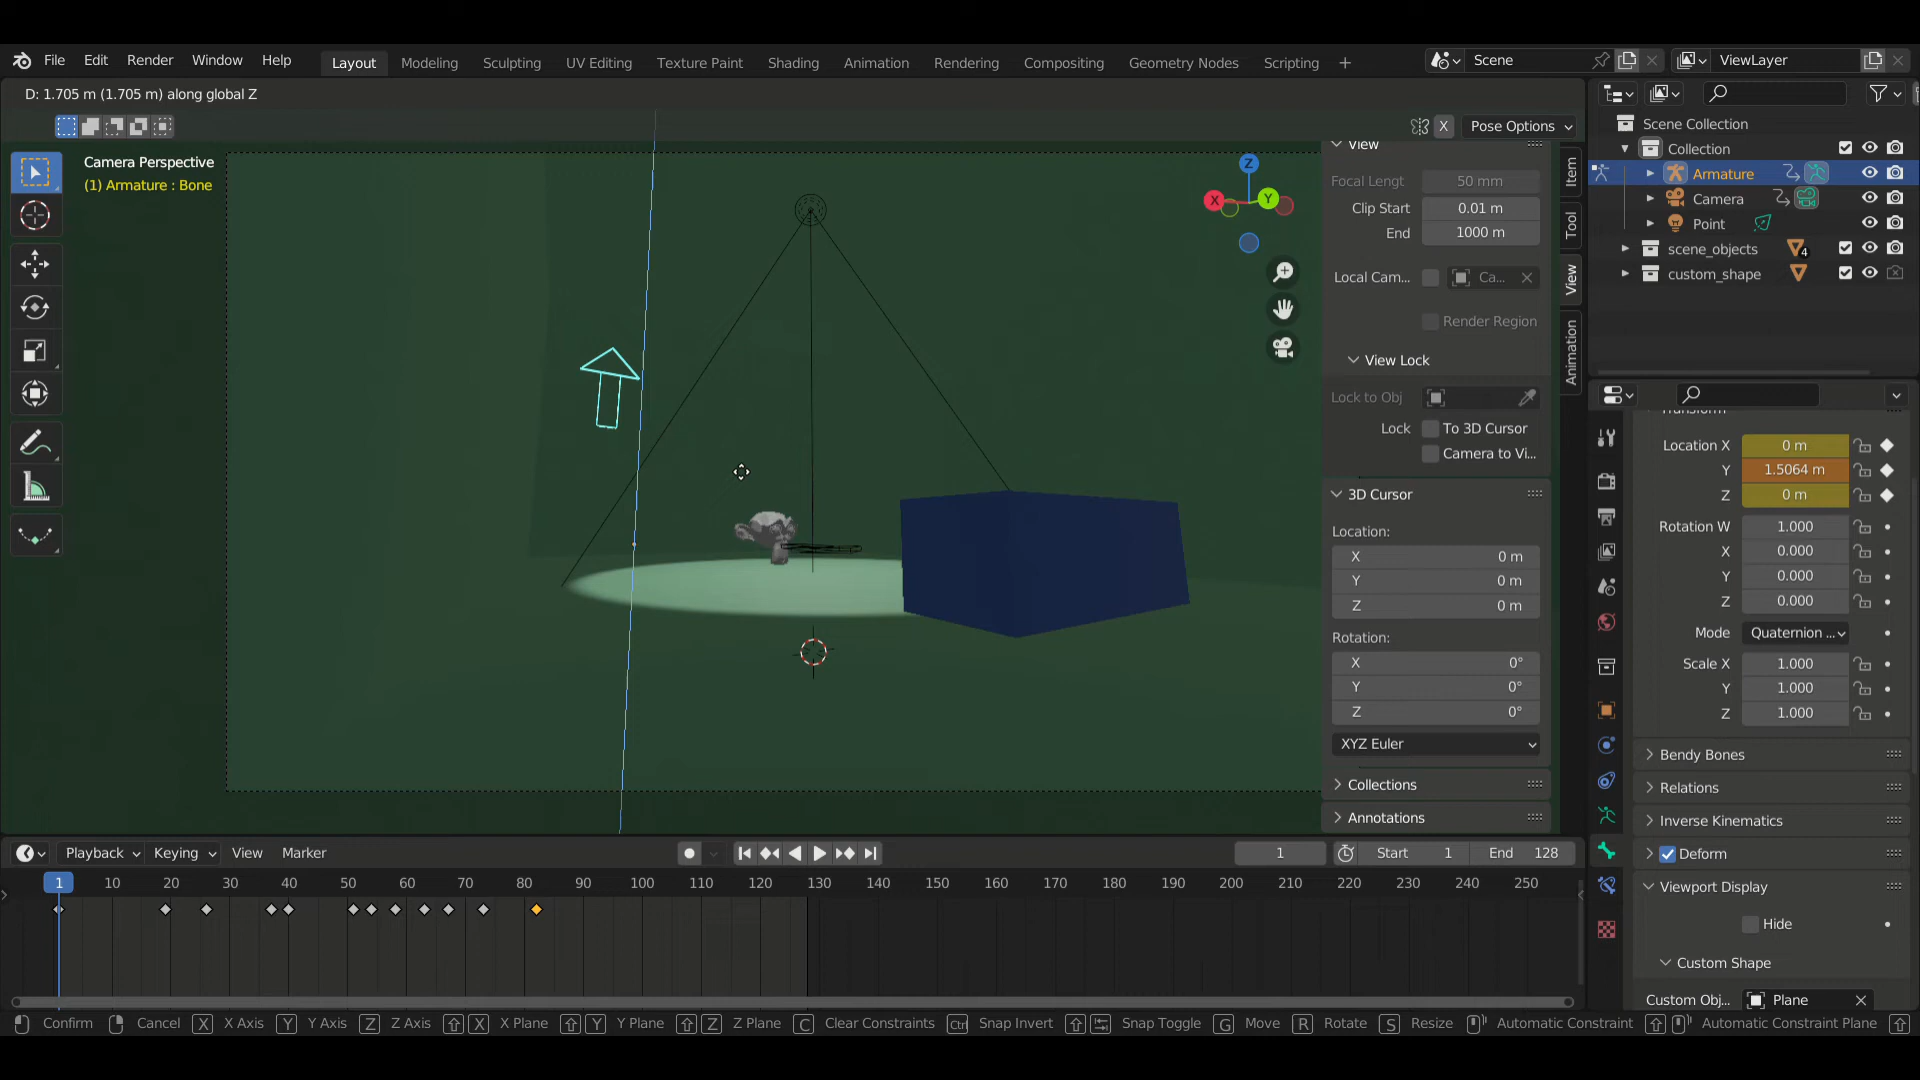 File Edit Render Window Help Layout Modeling Sculpting UV Editing Texture Paint Shading Animation Rendering Compositing Geometry Nodes Scripting + Scene ViewLayer
D: 1.705 m (1.705 m) along global Z
X Pose Options
Camera Perspective
(1) Armature : Bone
Z
X
Y
View
Focal Lengt 50 mm
Clip Start 0.01 m
End 1000 m
Local Cam... Ca...
Render Region
View Lock
Lock to Obj
Lock To 3D Cursor
Camera to Vi...
3D Cursor
Location:
X 0 m
Y 0 m
Z 0 m
Rotation:
X 0°
Y 0°
Z 0°
XYZ Euler
Collections
Annotations
Item
Tool
View
Animation
Scene Collection
Collection
Armature
Camera
Point
scene_objects 4
custom_shape
Transform
Location X 0 m
Y 1.5064 m
Z 0 m
Rotation W 1.000
X 0.000
Y 0.000
Z 0.000
Mode Quaternion ...
Scale X 1.000
Y 1.000
Z 1.000
Bendy Bones
Relations
Inverse Kinematics
Deform
Viewport Display
Hide
Custom Shape
Custom Obj... Plane
Playback Keying View Marker 1 Start 1 End 128
1 10 20 30 40 50 60 70 80 90 100 110 120 130 140 150 160 170 180 190 200 210 220 230 240 250
Confirm Cancel X X Axis Y Y Axis Z Z Axis X X Plane Y Y Plane Z Z Plane C Clear Constraints Ctrl Snap Invert Snap Toggle G Move R Rotate S Resize Automatic Constraint Automatic Constraint Plane